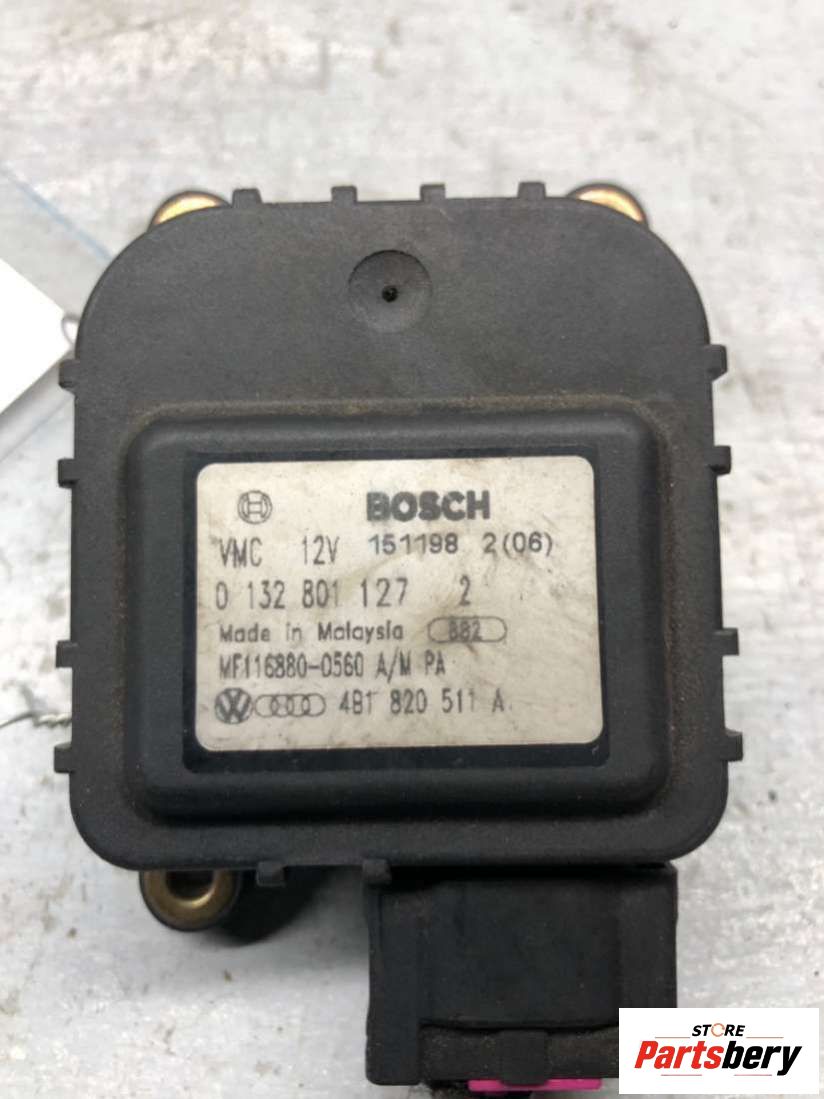 BOSCH
VMC 12V 151198 2(06)
0 132 801 127 2
Made in Malaysia 882
MF116880-0560 A/M PA
4B1 820 511 A
STORE
Partsbery